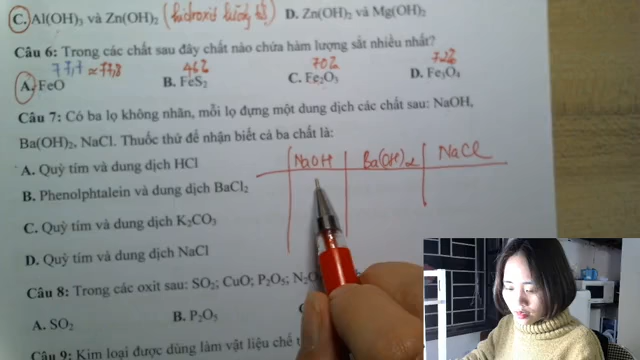 C. Al(OH)₃ và Zn(OH)₂ (hidroxit lưỡng tính) D. Zn(OH)₂ và Mg(OH)₂
Câu 6: Trong các chất sau đây chất nào chứa hàm lượng sắt nhiều nhất?
77,7 ≈ 77,8 46% 70% 72%
A. FeO B. FeS₂ C. Fe₂O₃ D. Fe₃O₄
Câu 7: Có ba lọ không nhãn, mỗi lọ đựng một dung dịch các chất sau: NaOH,
Ba(OH)₂, NaCl. Thuốc thử để nhận biết cả ba chất là:
NaOH Ba(OH)₂ NaCl
A. Quỳ tím và dung dịch HCl
B. Phenolphtalein và dung dịch BaCl₂
C. Quỳ tím và dung dịch K₂CO₃
D. Quỳ tím và dung dịch NaCl
Câu 8: Trong các oxit sau: SO₂; CuO; P₂O₅;
A. SO₂ B. P₂O₅
Câu 9: Kim loại được dùng làm vật liệu chế